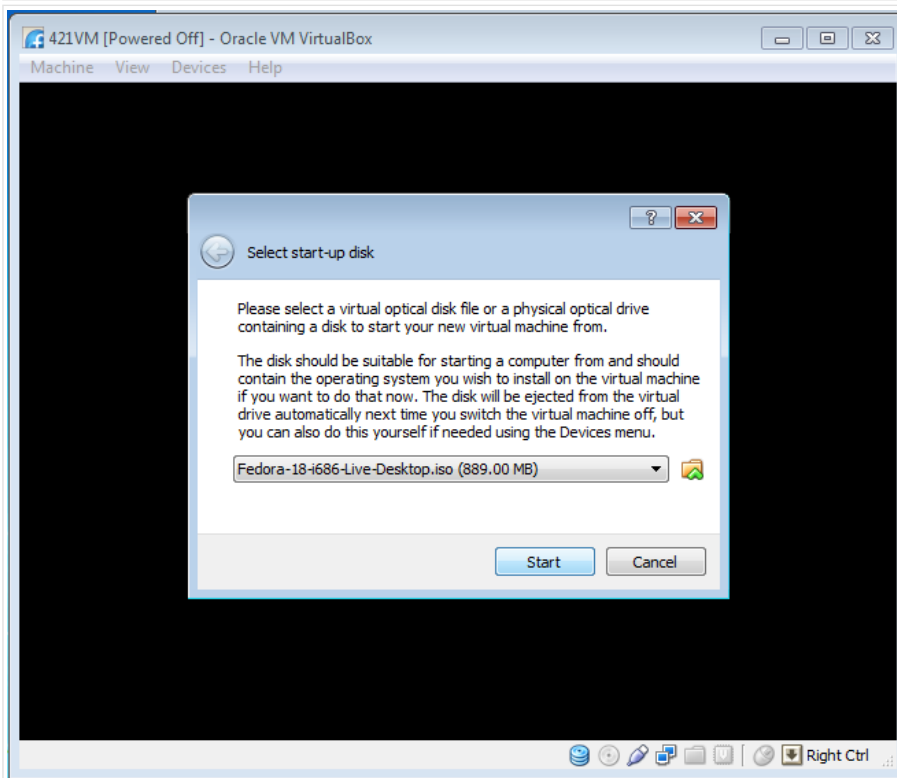 421VM [Powered Off] - Oracle VM VirtualBox
Machine View Devices Help
?
Select start-up disk
Please select a virtual optical disk file or a physical optical drive
containing a disk to start your new virtual machine from.
The disk should be suitable for starting a computer from and should
contain the operating system you wish to install on the virtual machine
if you want to do that now. The disk will be ejected from the virtual
drive automatically next time you switch the virtual machine off, but
you can also do this yourself if needed using the Devices menu.
Fedora-18-i686-Live-Desktop.iso (889.00 MB)
Start Cancel
Right Ctrl